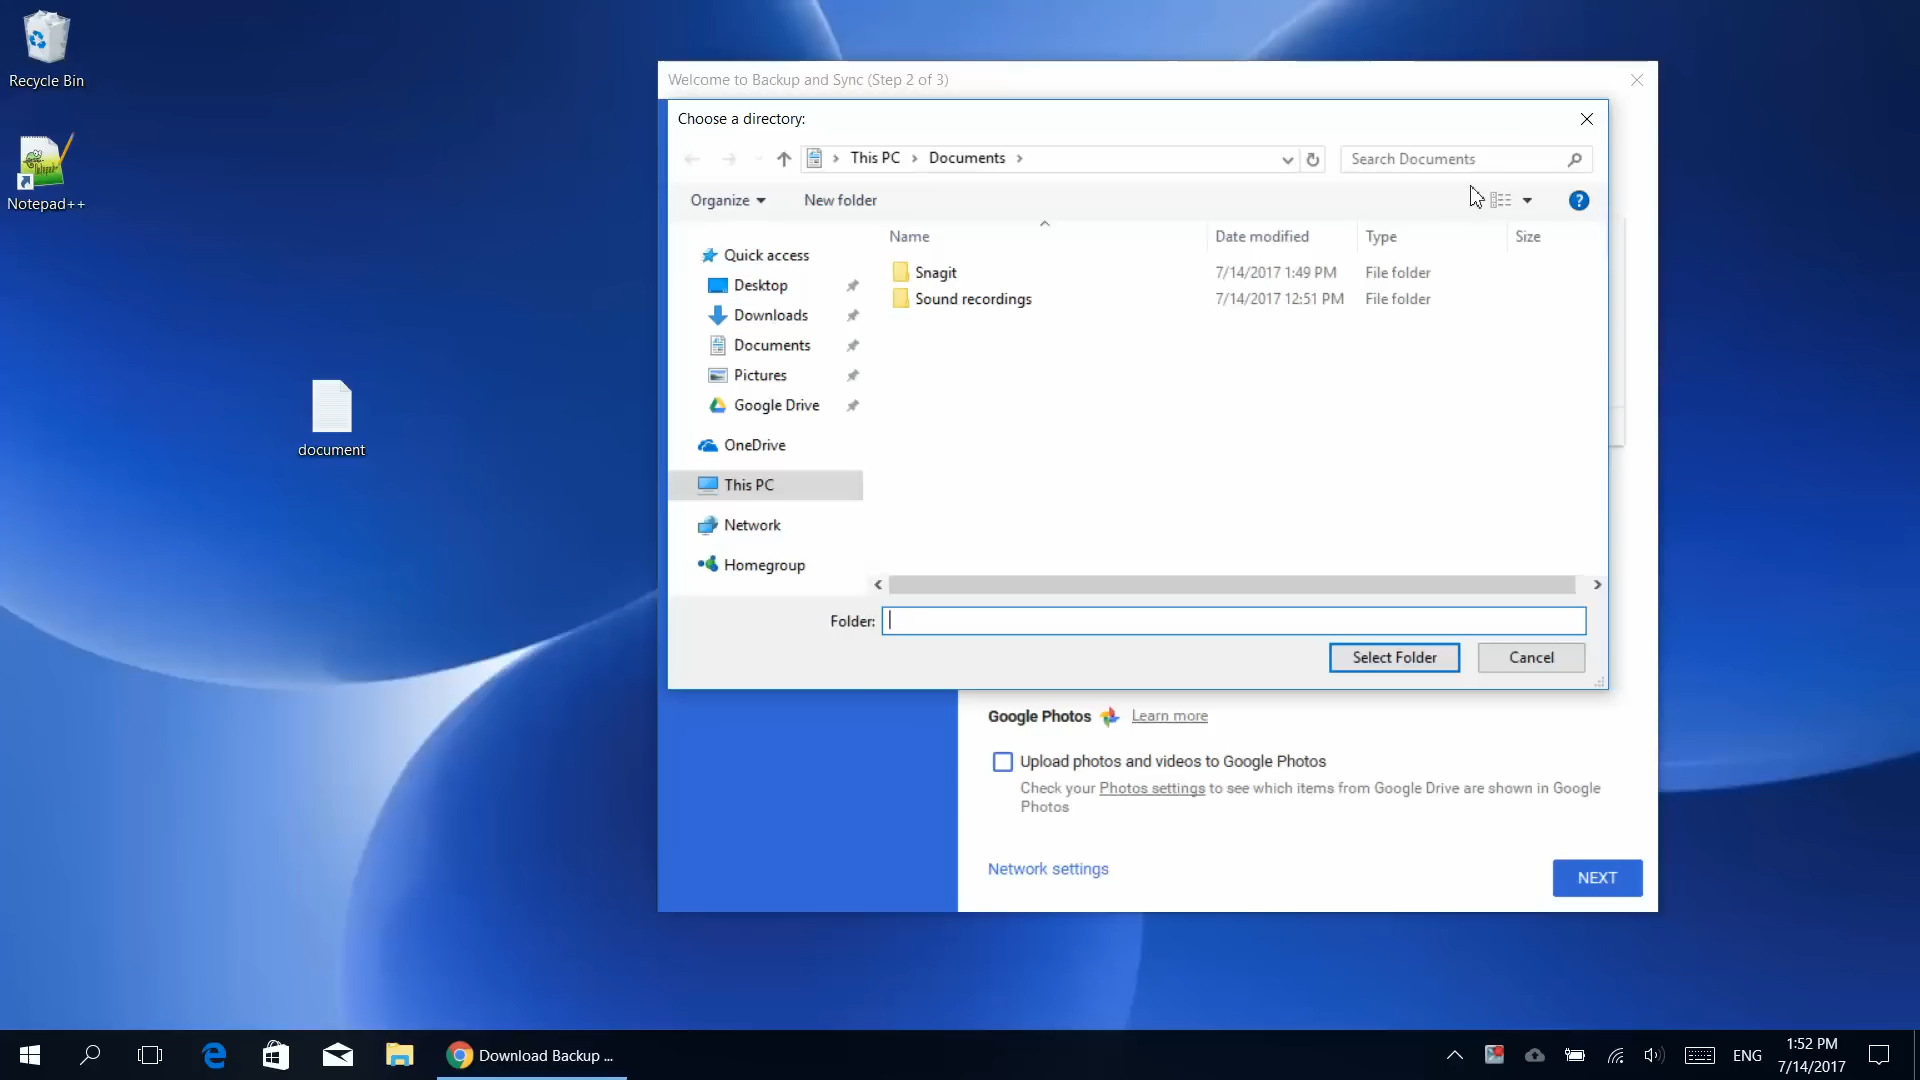 Recycle Bin
Notepad++
document
Welcome to Backup and Sync (Step 2 of 3)
Choose a directory:
This PC > Documents >
Search Documents
Organize
New folder
Name
Date modified
Type
Size
Quick access
Desktop
Downloads
Documents
Pictures
Google Drive
OneDrive
This PC
Network
Homegroup
Snagit 7/14/2017 1:49 PM File folder
Sound recordings 7/14/2017 12:51 PM File folder
Folder:
Select Folder
Cancel
Google Photos Learn more
Upload photos and videos to Google Photos
Check your Photos settings to see which items from Google Drive are shown in Google
Photos
Network settings
NEXT
Download Backup ...
ENG
1:52 PM
7/14/2017